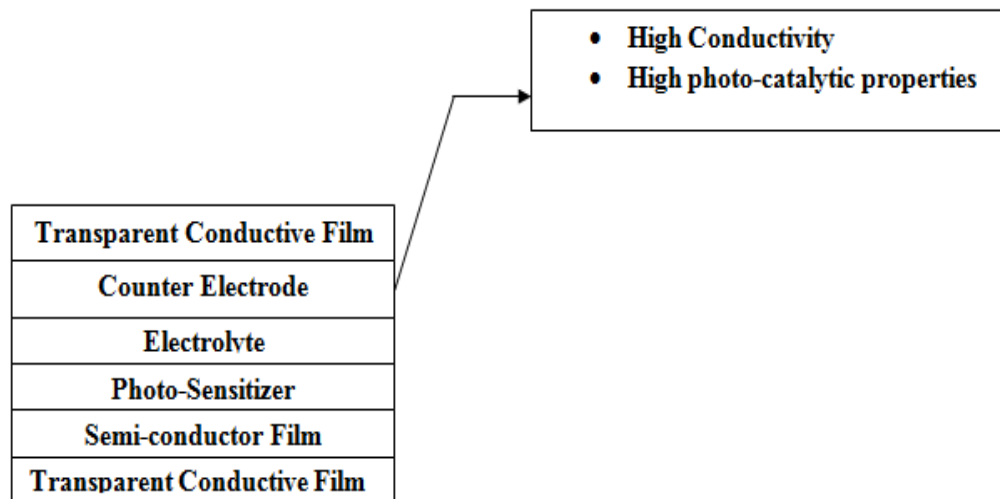 • High Conductivity
• High photo-catalytic properties
Transparent Conductive Film
Counter Electrode
Electrolyte
Photo-Sensitizer
Semi-conductor Film
Transparent Conductive Film